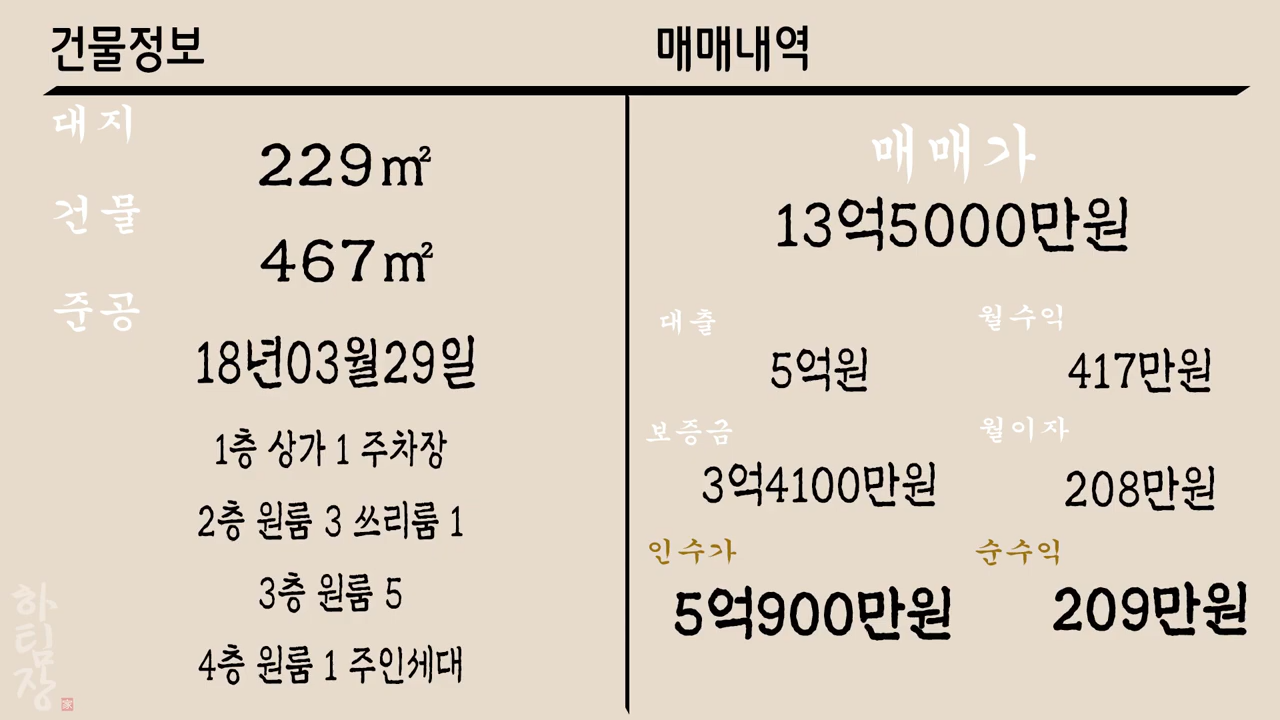 건물정보
대지
229㎡
건물
467㎡
준공
18년03월29일
1층 상가 1 주차장
2층 원룸 3 쓰리룸 1
3층 원룸 5
4층 원룸 1 주인세대
하팀장
매매내역
매매가
13억5000만원
대출
5억원
월수익
417만원
보증금
3억4100만원
월이자
208만원
인수가
5억900만원
순수익
209만원